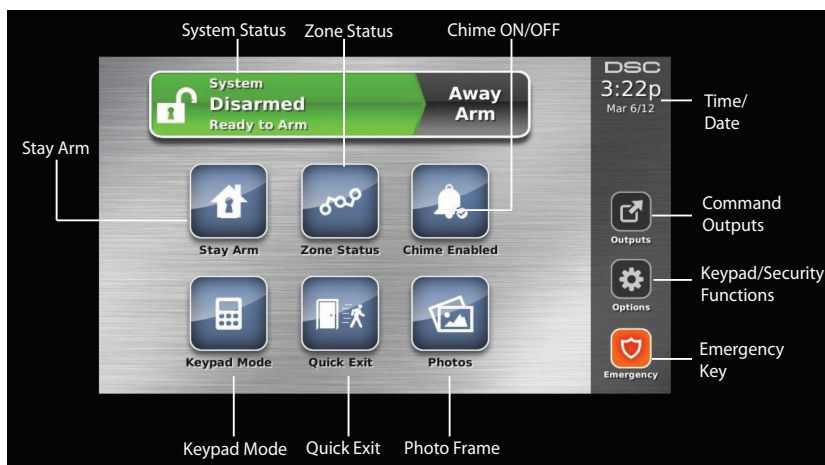 System Status
Zone Status
Chime ON/OFF
System
Disarmed
Ready to Arm
Away
Arm
DSC
3:22p
Mar 6/12
Time/
Date
Stay Arm
Stay Arm
Zone Status
Chime Enabled
Outputs
Command
Outputs
Options
Keypad/Security
Functions
Keypad Mode
Quick Exit
Photos
Emergency
Emergency
Key
Keypad Mode
Quick Exit
Photo Frame